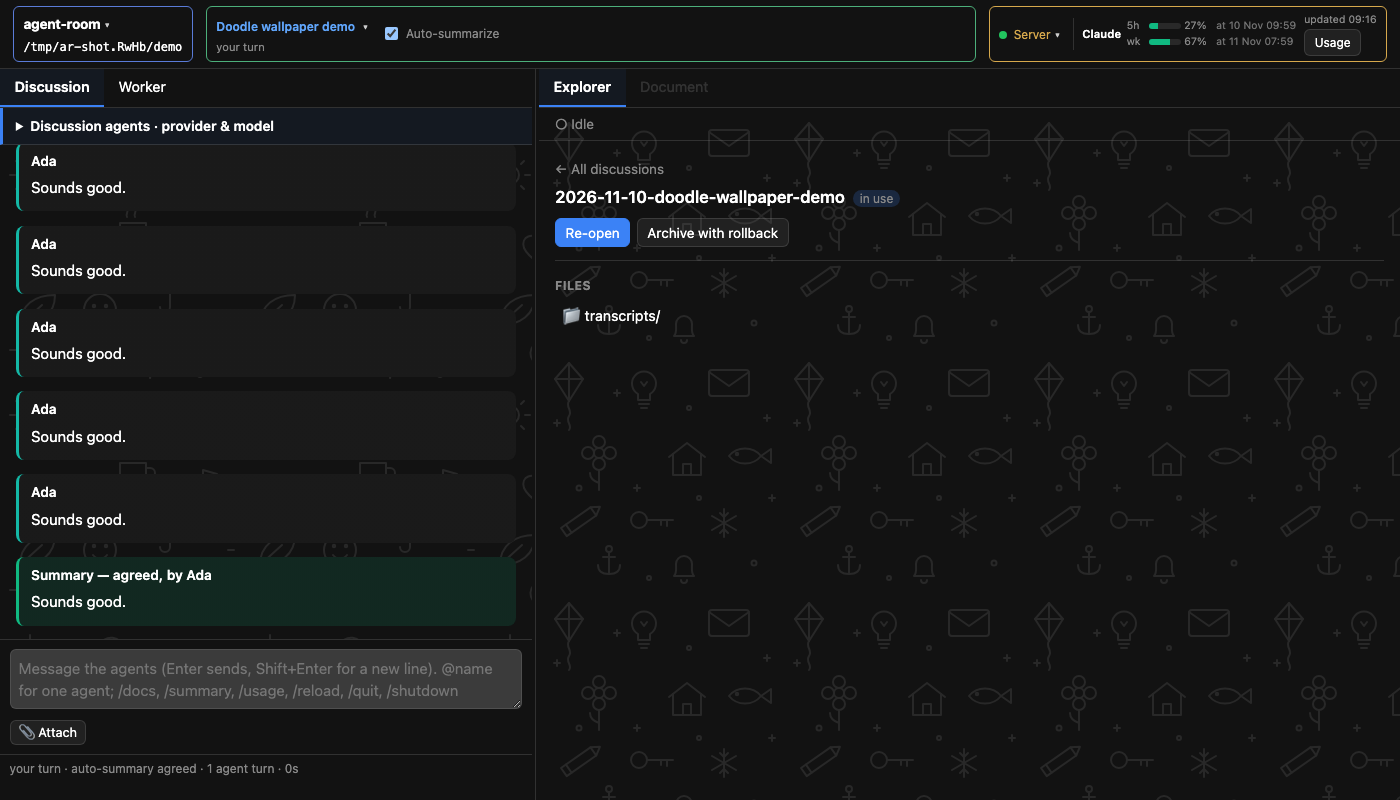 agent-room ▾
/tmp/ar-shot.RwHb/demo
Doodle wallpaper demo ▾
your turn
Auto-summarize
Server ▾
Claude
5h 27% at 10 Nov 09:59
wk 67% at 11 Nov 07:59
updated 09:16
Usage
Discussion Worker
▶ Discussion agents · provider & model
Ada
Sounds good.
Ada
Sounds good.
Ada
Sounds good.
Ada
Sounds good.
Ada
Sounds good.
Summary — agreed, by Ada
Sounds good.
Message the agents (Enter sends, Shift+Enter for a new line). @name
for one agent; /docs, /summary, /usage, /reload, /quit, /shutdown
Attach
your turn · auto-summary agreed · 1 agent turn · 0s
Explorer Document
Idle
← All discussions
2026-11-10-doodle-wallpaper-demo in use
Re-open Archive with rollback
FILES
transcripts/